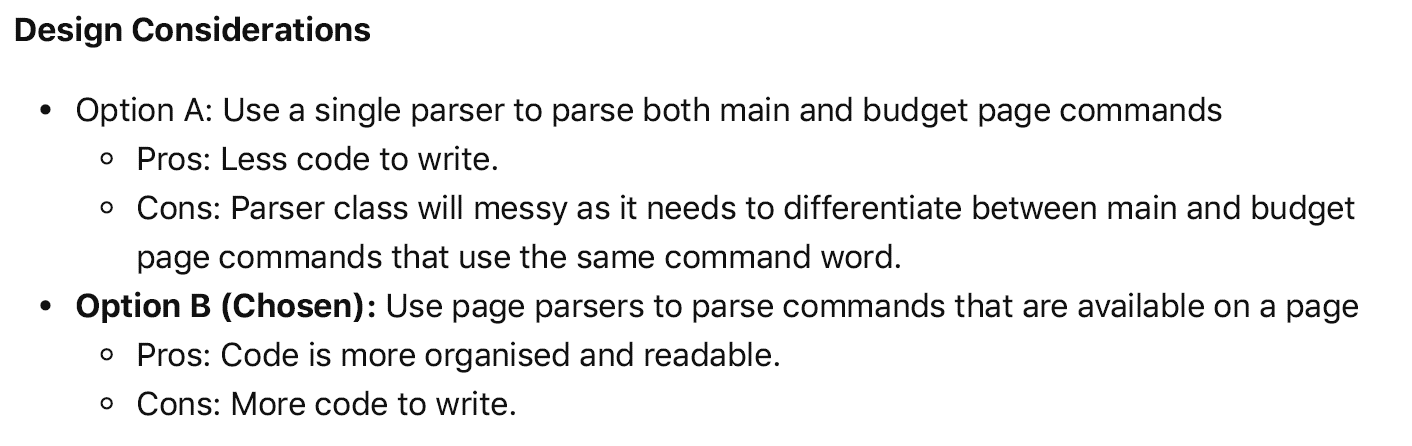 Design Considerations
• Option A: Use a single parser to parse both main and budget page commands
◦ Pros: Less code to write.
◦ Cons: Parser class will messy as it needs to differentiate between main and budget
page commands that use the same command word.
• Option B (Chosen): Use page parsers to parse commands that are available on a page
◦ Pros: Code is more organised and readable.
◦ Cons: More code to write.